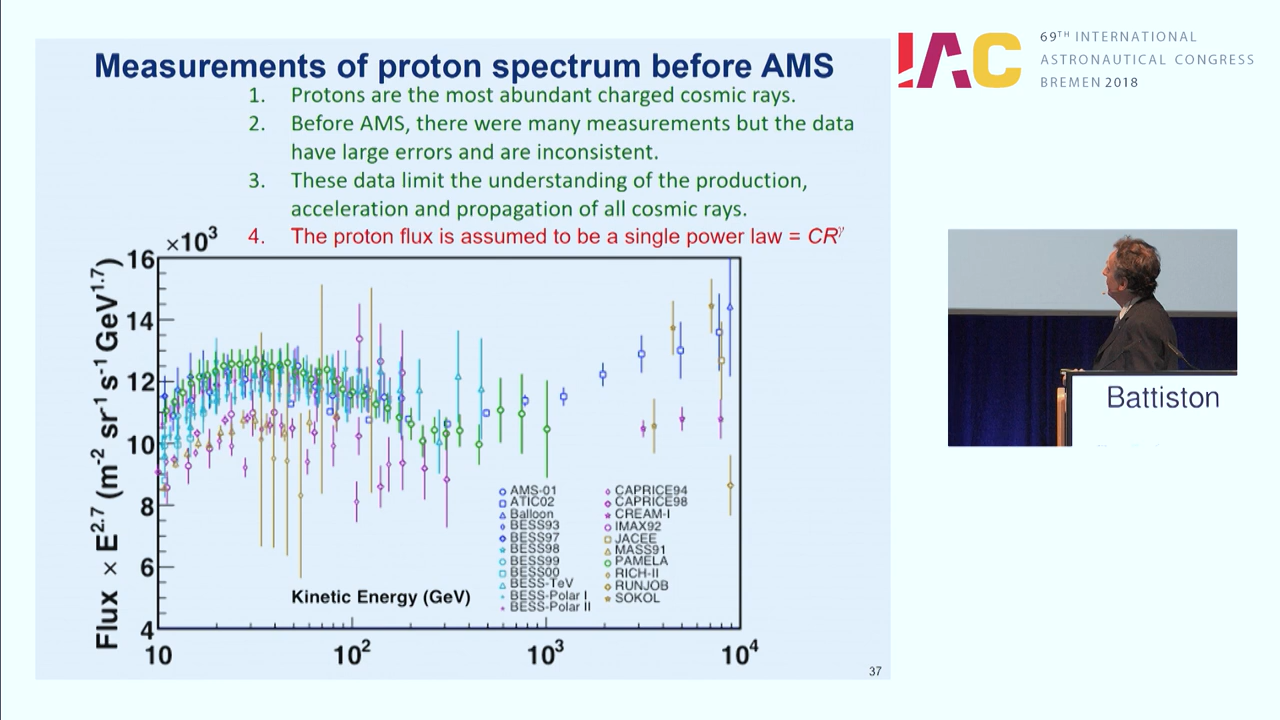 Measurements of proton spectrum before AMS
1. Protons are the most abundant charged cosmic rays.
2. Before AMS, there were many measurements but the data
have large errors and are inconsistent.
3. These data limit the understanding of the production,
acceleration and propagation of all cosmic rays.
4. The proton flux is assumed to be a single power law = CR^γ
×10³
Flux × E^2.7 (m^-2 sr^-1 s^-1 GeV^1.7)
16
14
12
10
8
6
4
AMS-01
ATIC02
Balloon
BESS93
BESS97
BESS98
BESS99
BESS00
BESS-TeV
BESS-Polar I
BESS-Polar II
CAPRICE94
CAPRICE98
CREAM-I
IMAX92
JACEE
MASS91
PAMELA
RICH-II
RUNJOB
SOKOL
Kinetic Energy (GeV)
10 10² 10³ 10⁴
37
IAC
69TH INTERNATIONAL
ASTRONAUTICAL CONGRESS
BREMEN 2018
Battiston